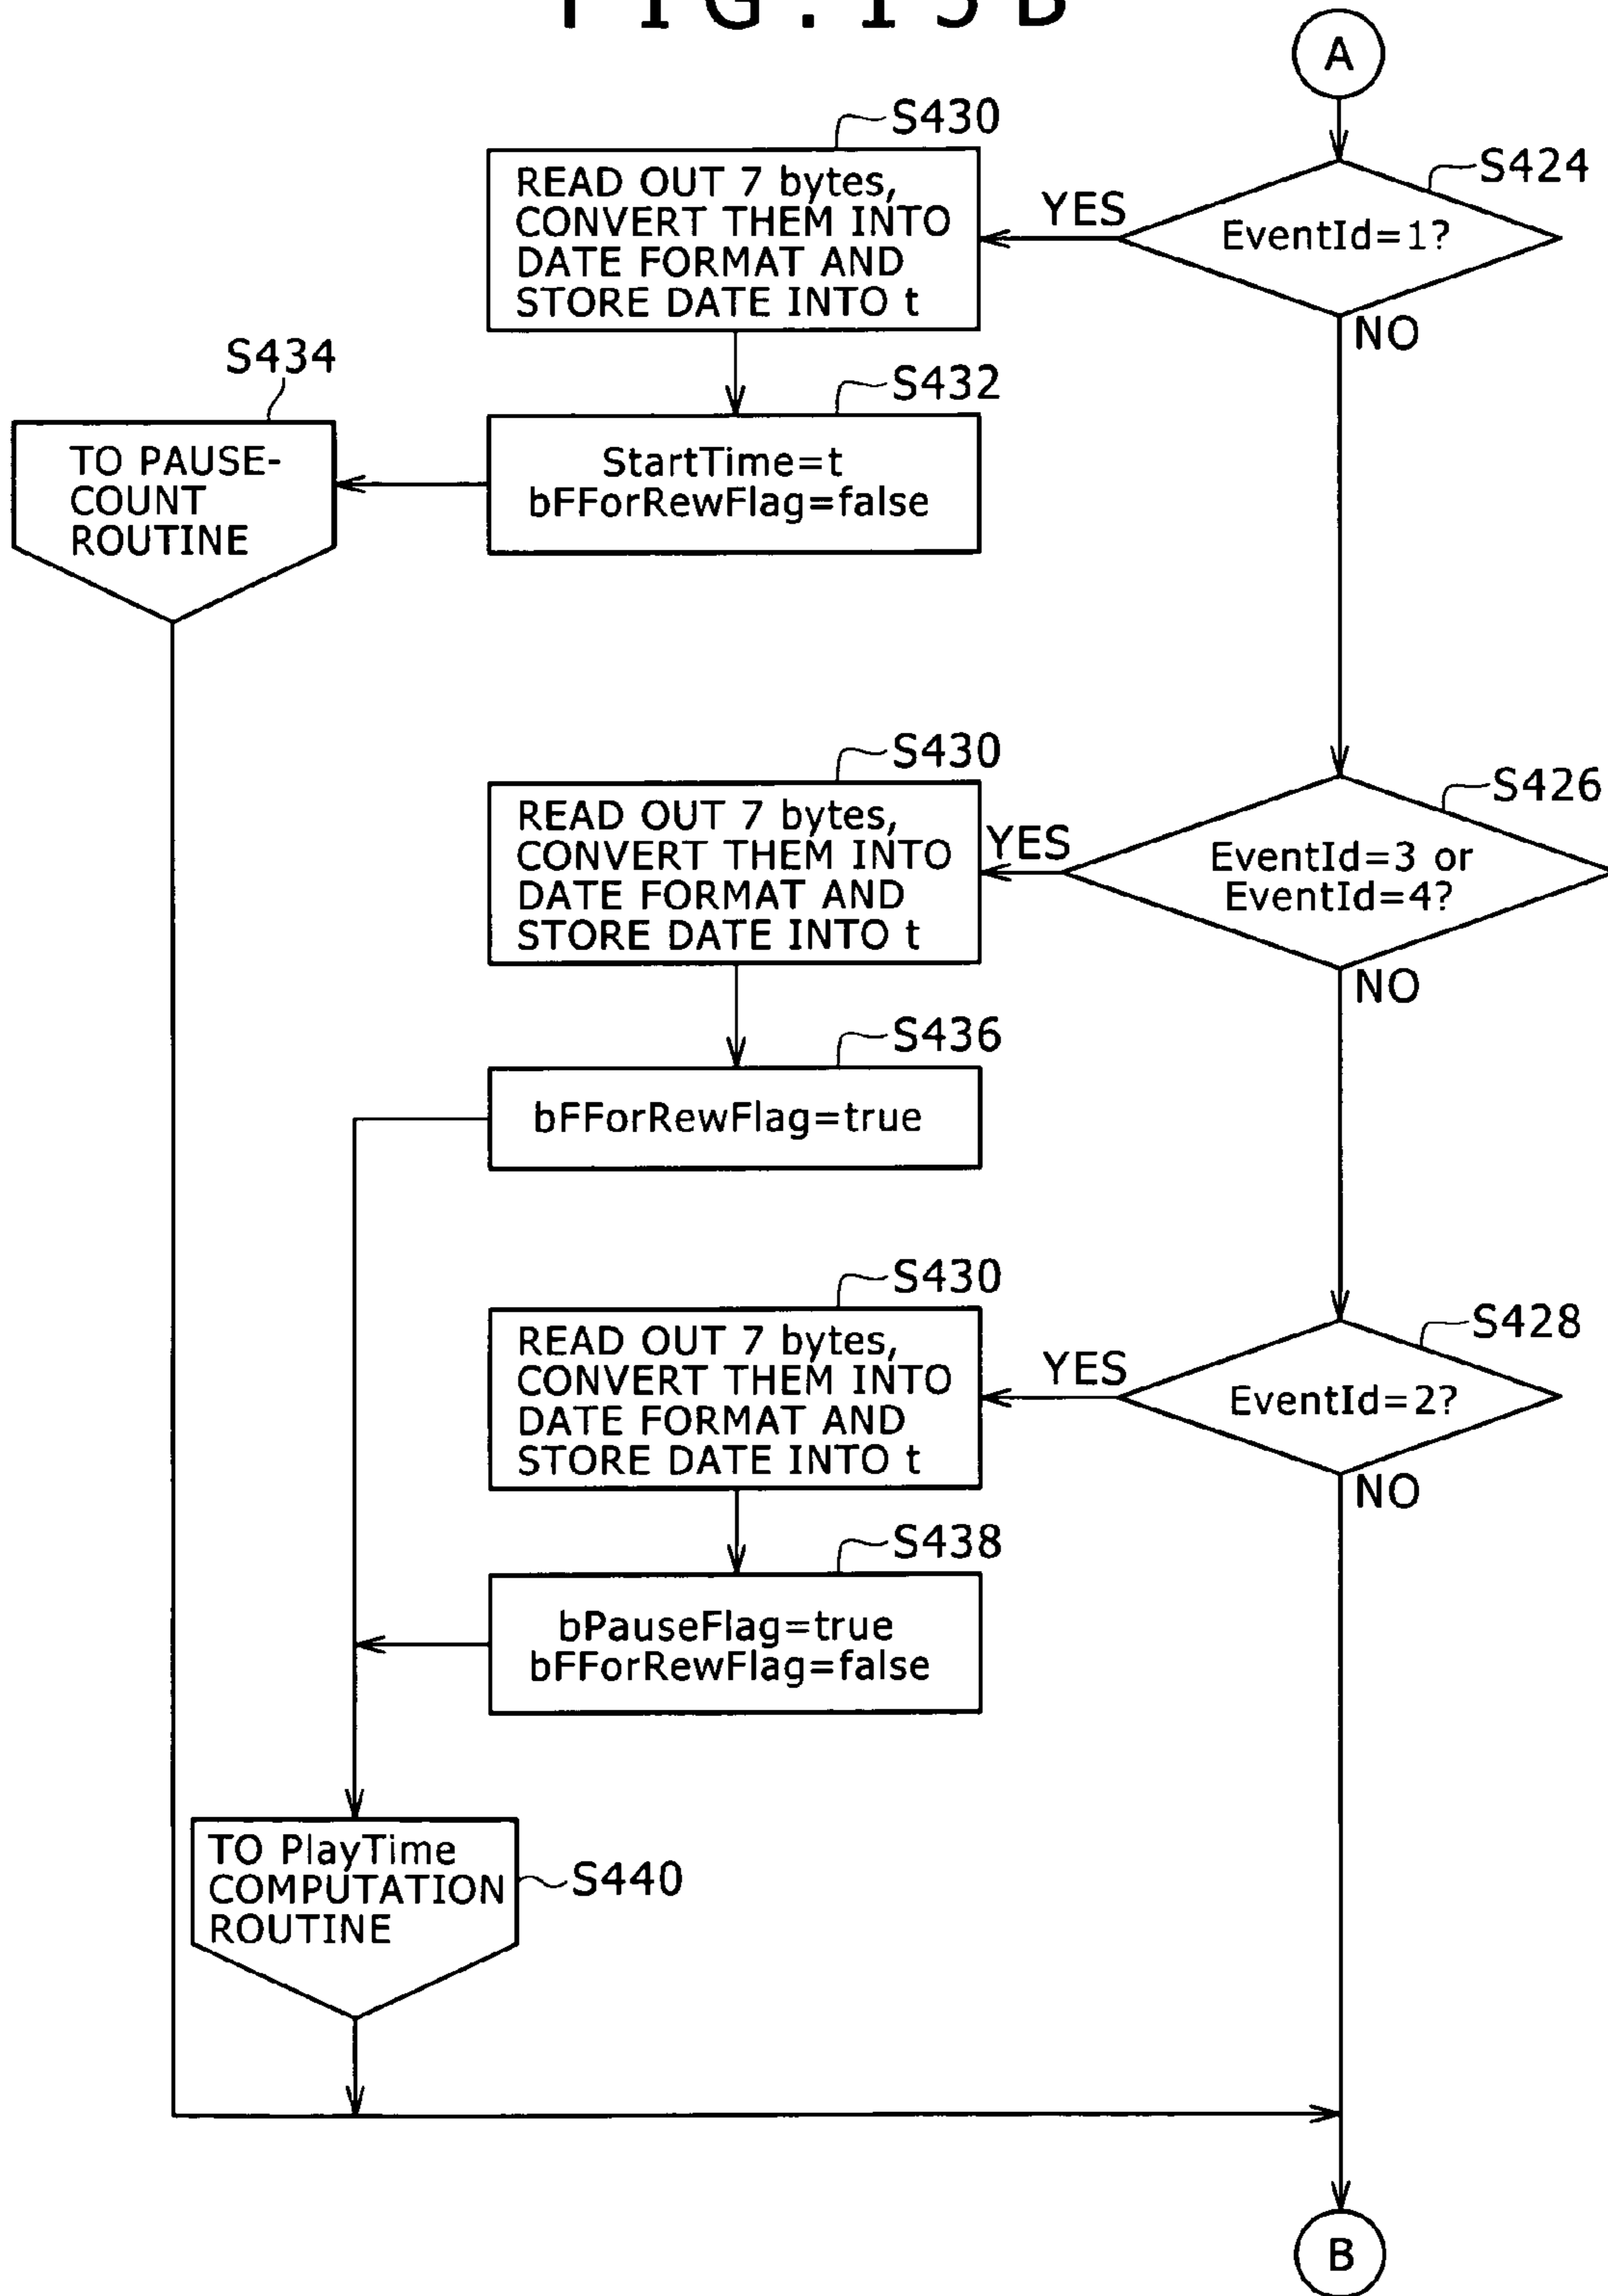 FIG.15B
A
S430
READ OUT 7 bytes,
CONVERT THEM INTO
DATE FORMAT AND
STORE DATE INTO t
YES
S424
EventId=1?
NO
S434
TO PAUSE-
COUNT
ROUTINE
S432
StartTime=t
bFForRewFlag=false
S430
READ OUT 7 bytes,
CONVERT THEM INTO
DATE FORMAT AND
STORE DATE INTO t
YES
S426
EventId=3 or
EventId=4?
NO
S436
bFForRewFlag=true
S430
READ OUT 7 bytes,
CONVERT THEM INTO
DATE FORMAT AND
STORE DATE INTO t
YES
S428
EventId=2?
NO
S438
bPauseFlag=true
bFForRewFlag=false
TO PlayTime
COMPUTATION
ROUTINE
S440
B